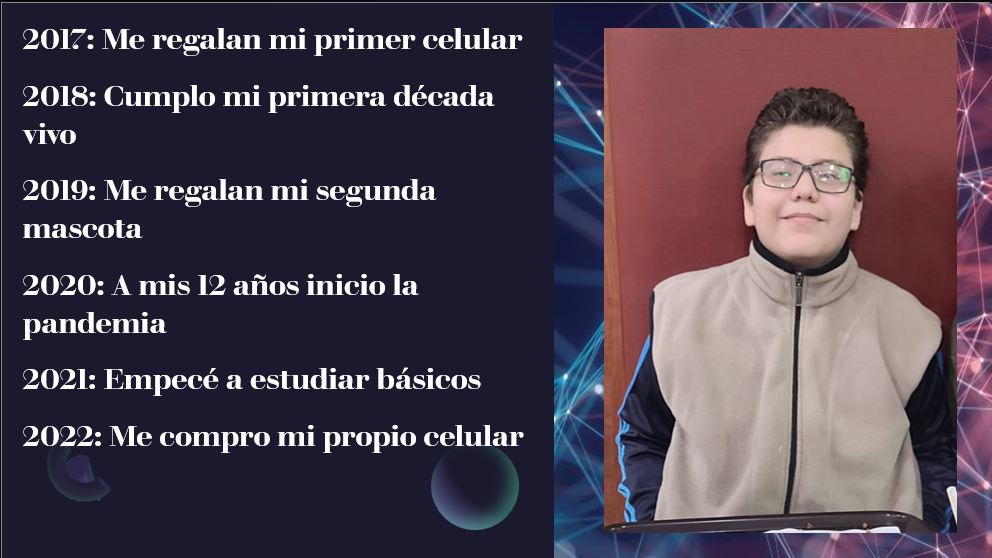 2017: Me regalan mi primer celular
2018: Cumplo mi primera década
vivo
2019: Me regalan mi segunda
mascota
2020: A mis 12 años inicio la
pandemia
2021: Empecé a estudiar básicos
2022: Me compro mi propio celular